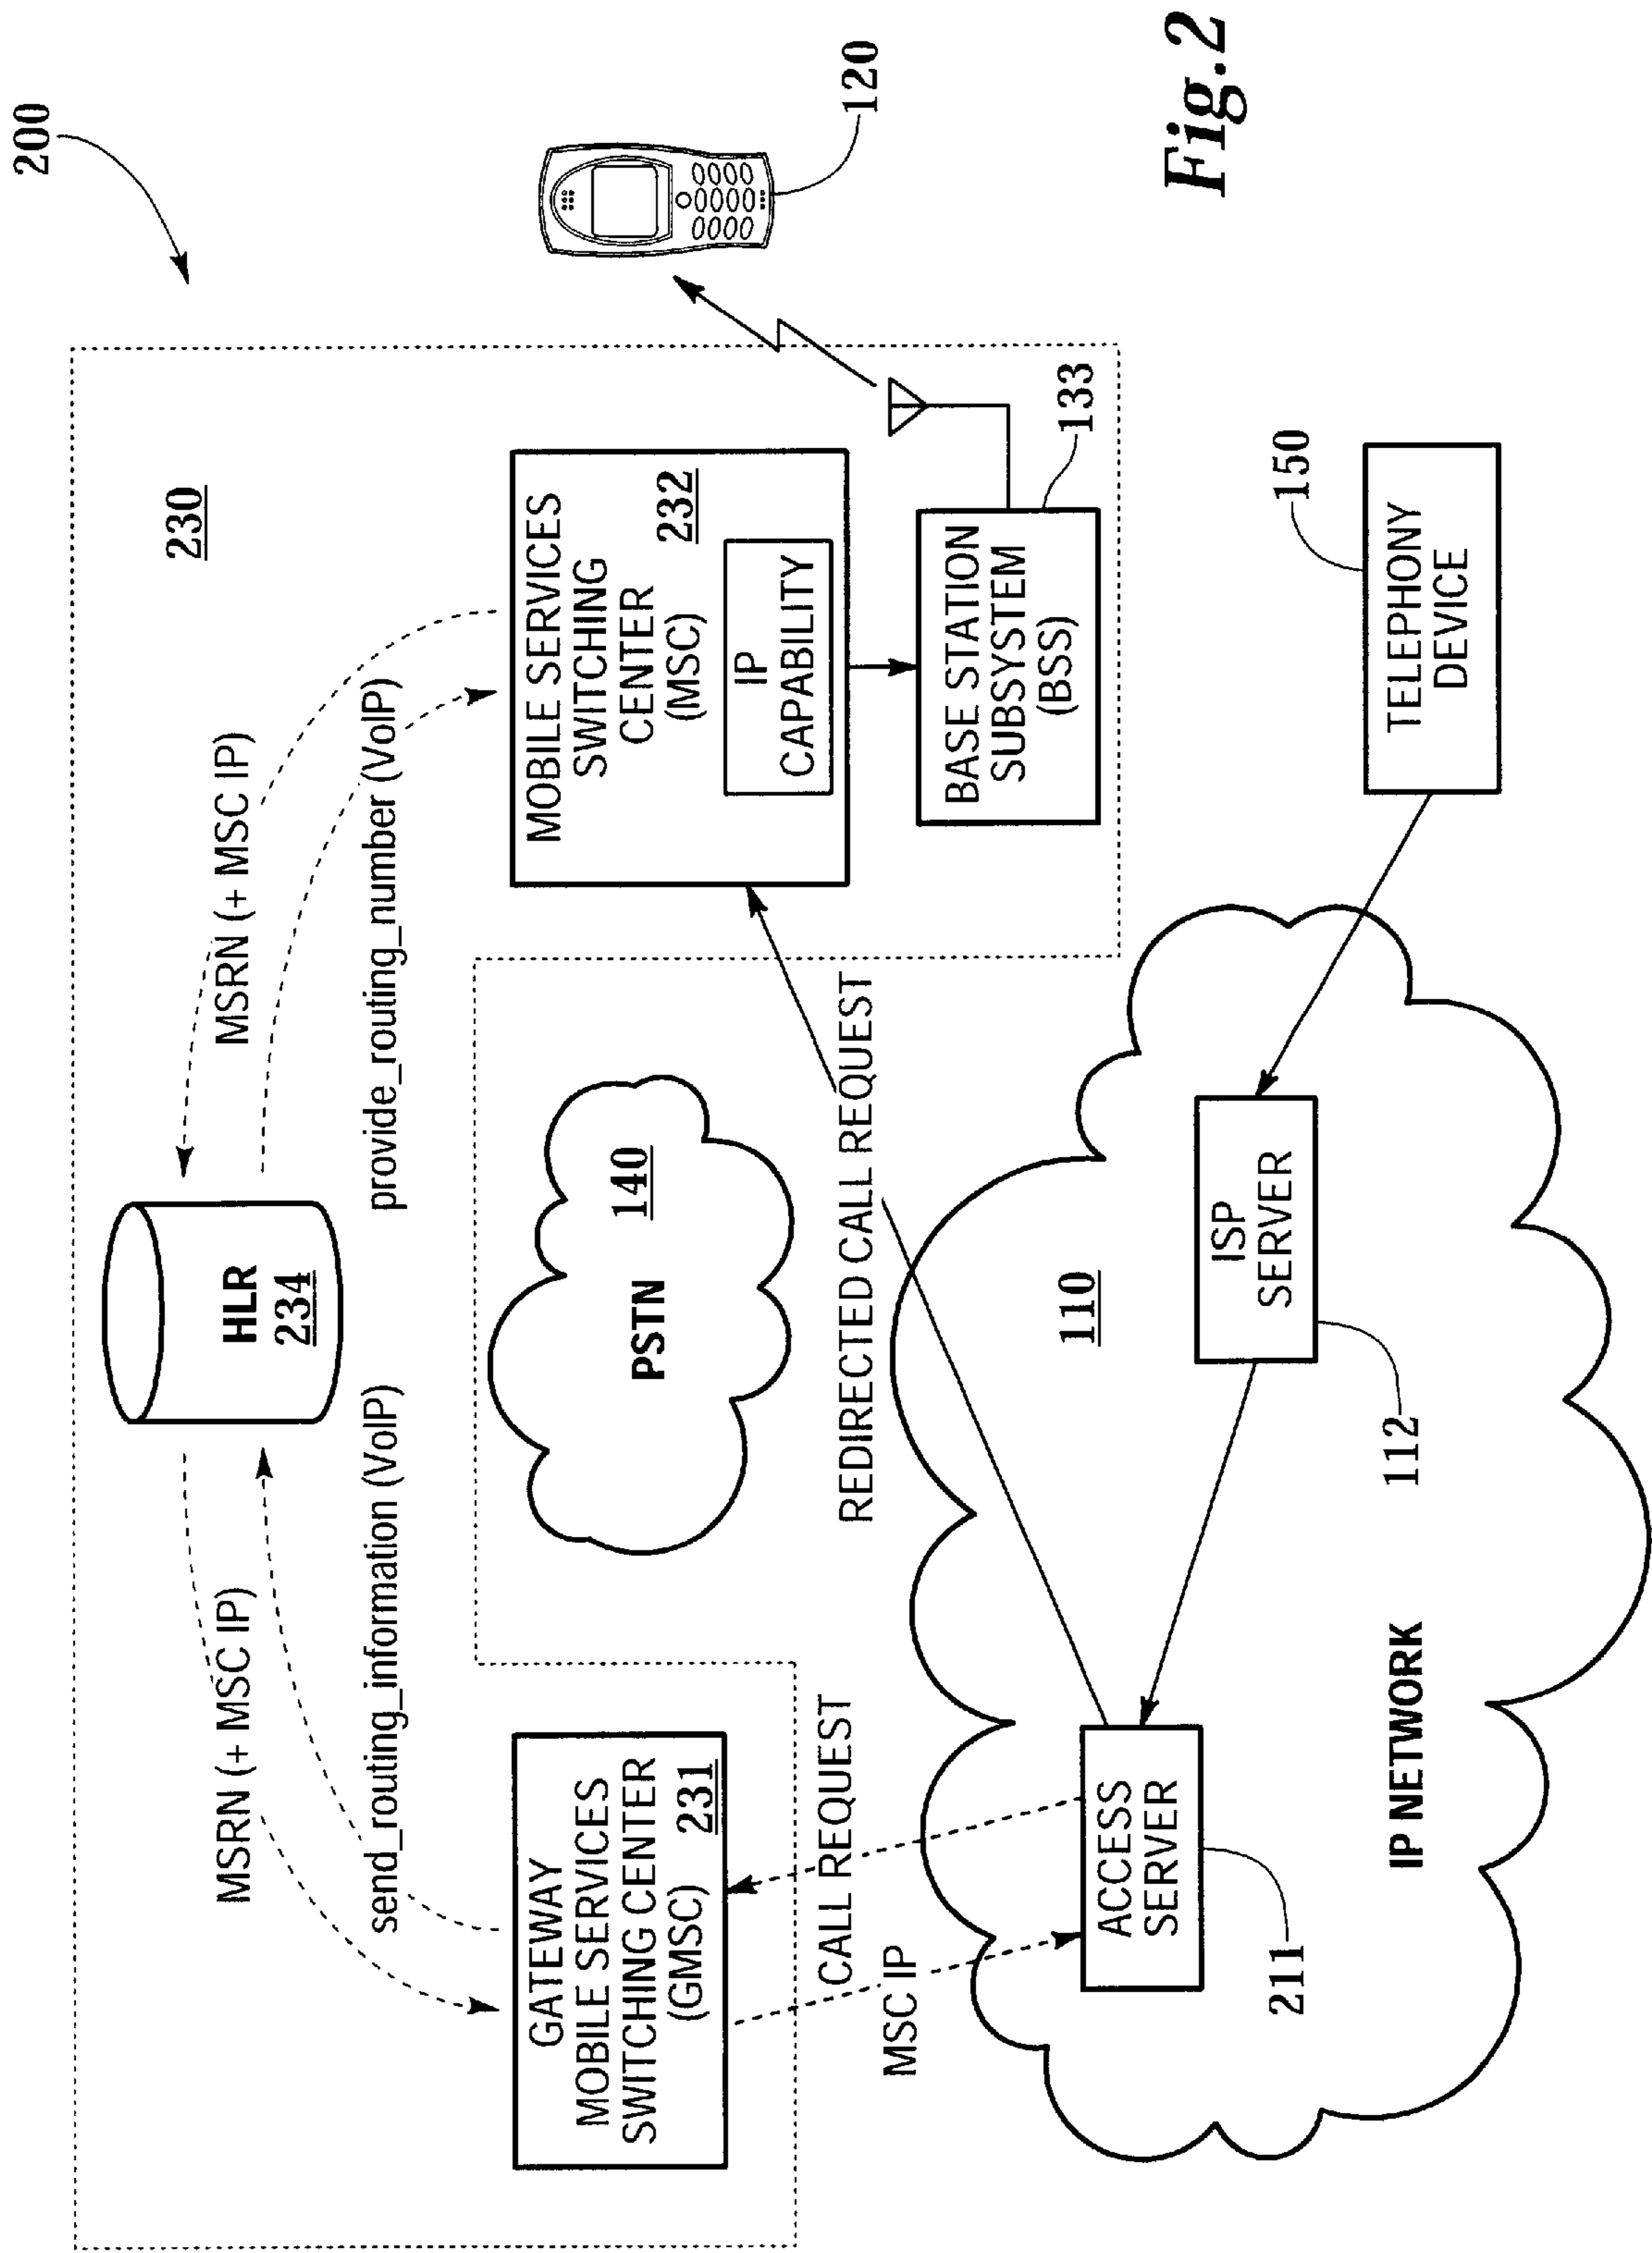 200
230
MSRN (+ MSC IP)
MSRN (+ MSC IP)
HLR
234
send_routing_information (VoIP)
provide_routing_number (VoIP)
GATEWAY
MOBILE SERVICES
SWITCHING CENTER
(GMSC)
231
PSTN
140
MOBILE SERVICES
SWITCHING
CENTER
(MSC)
232
IP
CAPABILITY
120
CALL REQUEST
MSC IP
REDIRECTED CALL REQUEST
BASE STATION
SUBSYSTEM
(BSS)
133
110
ACCESS
SERVER
211
ISP
SERVER
112
IP NETWORK
TELEPHONY
DEVICE
150
Fig.2